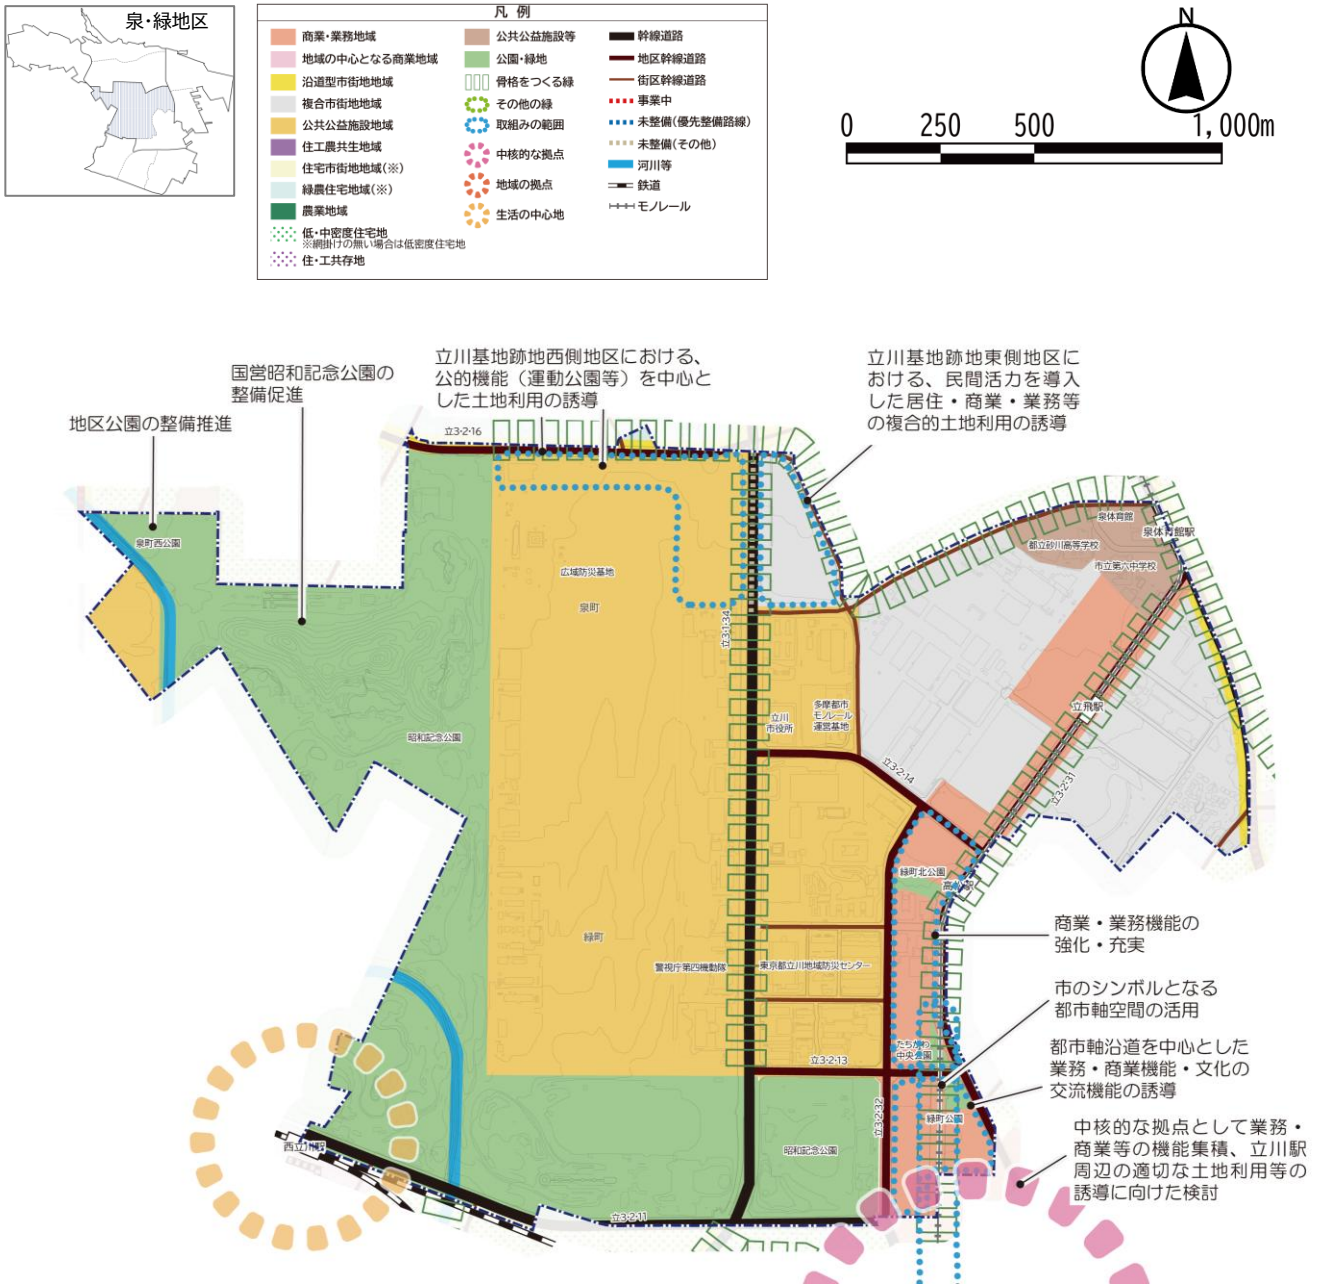 泉・緑地区
凡 例
商業・業務地域
地域の中心となる商業地域
沿道型市街地地域
複合市街地地域
公共公益施設地域
住工農共生地域
住宅市街地地域(※)
緑農住宅地域(※)
農業地域
低・中密度住宅地
※網掛けの無い場合は低密度住宅地
住・工共存地
公共公益施設等
公園・緑地
骨格をつくる緑
その他の緑
取組みの範囲
中核的な拠点
地域の拠点
生活の中心地
幹線道路
地区幹線道路
街区幹線道路
事業中
未整備(優先整備路線)
未整備(その他)
河川等
鉄道
モノレール
N
0 250 500 1,000m
地区公園の整備推進
国営昭和記念公園の
整備促進
立川基地跡地西側地区における、
公的機能（運動公園等）を中心と
した土地利用の誘導
立川基地跡地東側地区に
おける、民間活力を導入
した居住・商業・業務等
の複合的土地利用の誘導
立3・2・16
泉町西公園
広域防災基地
泉町
立3・1・34
泉体育館
泉体育館駅
都立砂川高等学校
市立第六中学校
立飛駅
昭和記念公園
立川
市役所
多摩都市
モノレール
運営基地
立3・2・14
立3・2・31
緑町北公園
高松駅
緑町
警視庁第四機動隊
東京都立川地域防災センター
商業・業務機能の
強化・充実
市のシンボルとなる
都市軸空間の活用
たちかわ
中央公園
立3・2・13
都市軸沿道を中心とした
業務・商業機能・文化の
交流機能の誘導
立3・2・32
緑町公園
中核的な拠点として業務・
商業等の機能集積、立川駅
周辺の適切な土地利用等の
誘導に向けた検討
西立川駅
昭和記念公園
立3・2・11